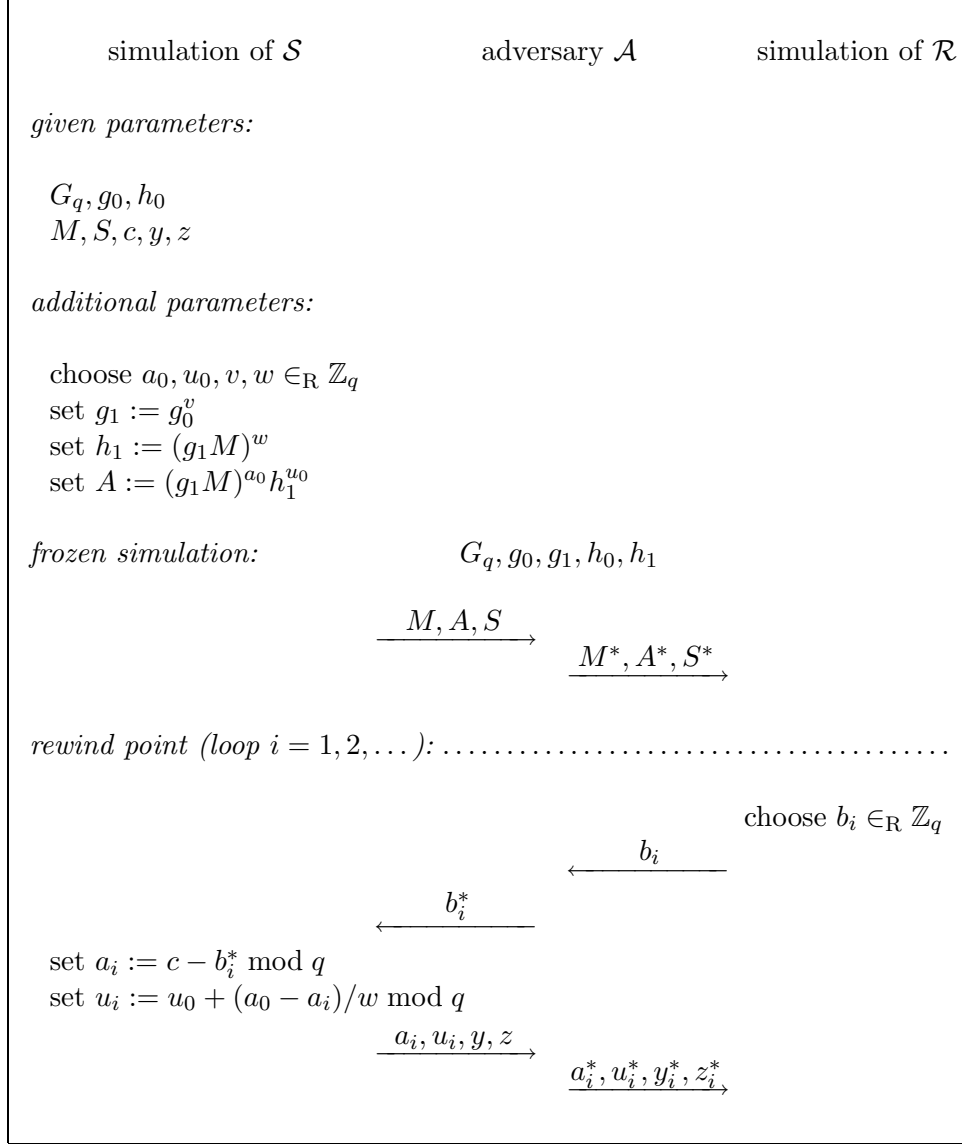 simulation of 𝒮 adversary 𝒜 simulation of ℛ
given parameters:
G_q, g_0, h_0
M, S, c, y, z
additional parameters:
choose a_0, u_0, v, w ∈_R ℤ_q
set g_1 := g_0^v
set h_1 := (g_1M)^w
set A := (g_1M)^{a_0}h_1^{u_0}
frozen simulation: G_q, g_0, g_1, h_0, h_1
M, A, S
M*, A*, S*
rewind point (loop i = 1, 2, . . . ): . . . . . . . . . . . . . . . . . . . . . . . . . . . . . . . . . . . . . . . .
choose b_i ∈_R ℤ_q
b_i
b_i^*
set a_i := c − b_i^* mod q
set u_i := u_0 + (a_0 − a_i)/w mod q
a_i, u_i, y, z
a_i^*, u_i^*, y_i^*, z_i^*